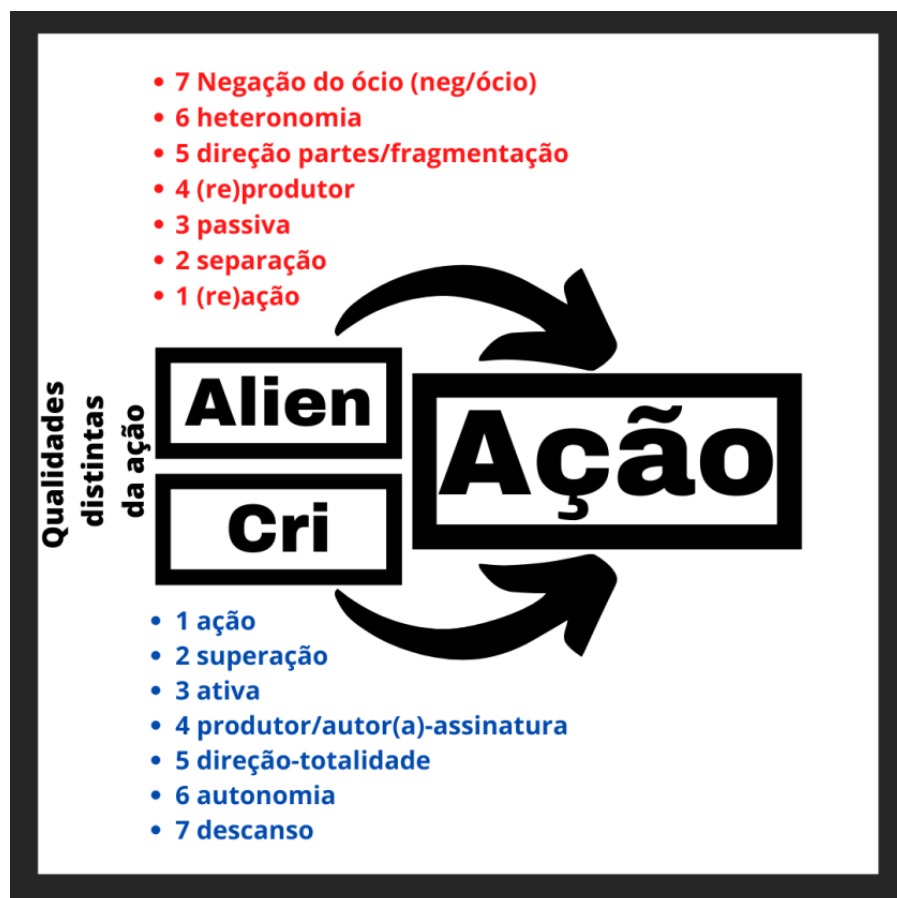 7 Negação do ócio (neg/ócio)
6 heteronomia
5 direção partes/fragmentação
4 (re)produtor
3 passiva
2 separação
1 (re)ação
Qualidades
distintas
da ação
Alien
Cri
Ação
1 ação
2 superação
3 ativa
4 produtor/autor(a)-assinatura
5 direção-totalidade
6 autonomia
7 descanso